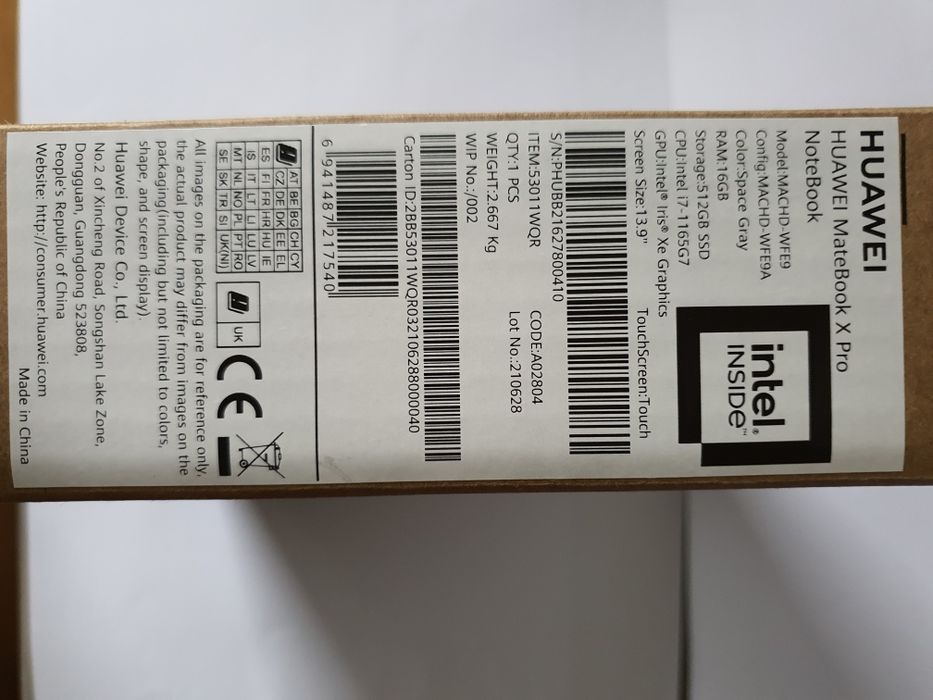 HUAWEI
HUAWEI MateBook X Pro
NoteBook
Model:MACHD-WFE9
Config:MACHD-WFE9A
Color:Space Gray
RAM:16GB
Storage:512GB SSD
CPU:Intel i7-1165G7
GPU:Intel® Iris® Xe Graphics
Screen Size:13.9" TouchScreen:Touch
intel®
INSIDE™
S/N:PHUBB21627800410
ITEM:53011WQR CODE:A02804
QTY:1 PCS Lot No.:210628
WEIGHT:2.667 Kg
WIP No.:/002
Carton ID:2BB53011WQR032106288000040
6 941487 217540
AT BE BG CH CY
CZ DE DK EE EL
ES FI FR HR HU IE
IS IT LT LI LU LV
MT NL NO PL PT RO
SE SK TR SI UK(NI)
UK
CE
All images on the packaging are for reference only,
the actual product may differ from images on the
packaging(including but not limited to colors,
shape, and screen display).
Huawei Device Co., Ltd.
No.2 of Xincheng Road, Songshan Lake Zone,
Dongguan, Guangdong 523808,
People's Republic of China
Website: http://consumer.huawei.com
Made in China